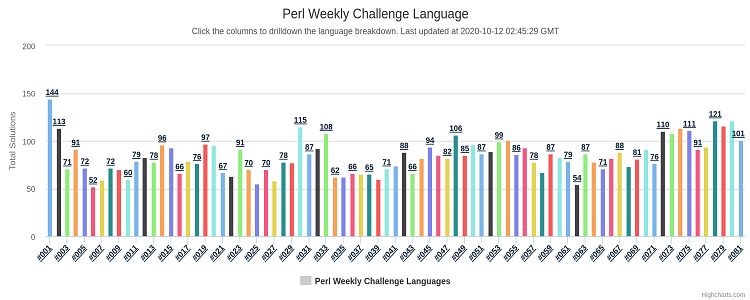 Perl Weekly Challenge Language
Click the columns to drilldown the language breakdown. Last updated at 2020-10-12 02:45:29 GMT
Total Solutions
200
150
100
50
0
144 113 71 91 72 52 72 60 79 78 96 66 76 97 67 91 70 70 78 115 87 108 62 66 65 71 88 66 94 82 106 85 86 99 86 78 87 79 54 87 71 88 81 76 110 111 91 121 101
#001 #003 #005 #007 #009 #011 #013 #015 #017 #019 #021 #023 #025 #027 #029 #031 #033 #035 #037 #039 #041 #043 #045 #047 #049 #051 #053 #055 #057 #059 #061 #063 #065 #067 #069 #071 #073 #075 #077 #079 #081
Perl Weekly Challenge Languages
Highcharts.com